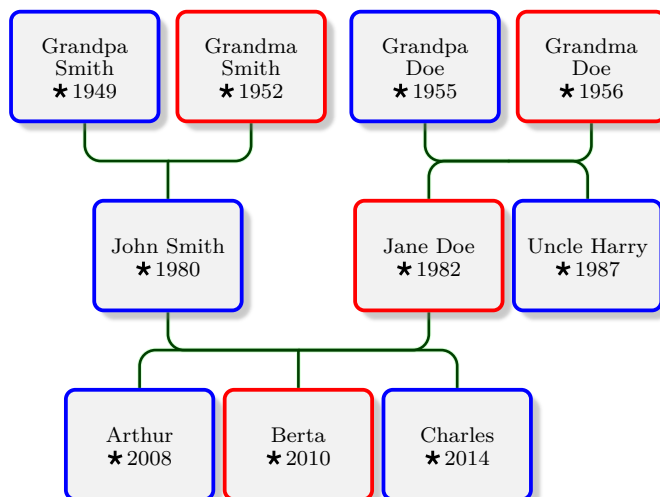 Grandpa
Smith
★1949
Grandma
Smith
★1952
Grandpa
Doe
★1955
Grandma
Doe
★1956
John Smith
★1980
Jane Doe
★1982
Uncle Harry
★1987
Arthur
★2008
Berta
★2010
Charles
★2014